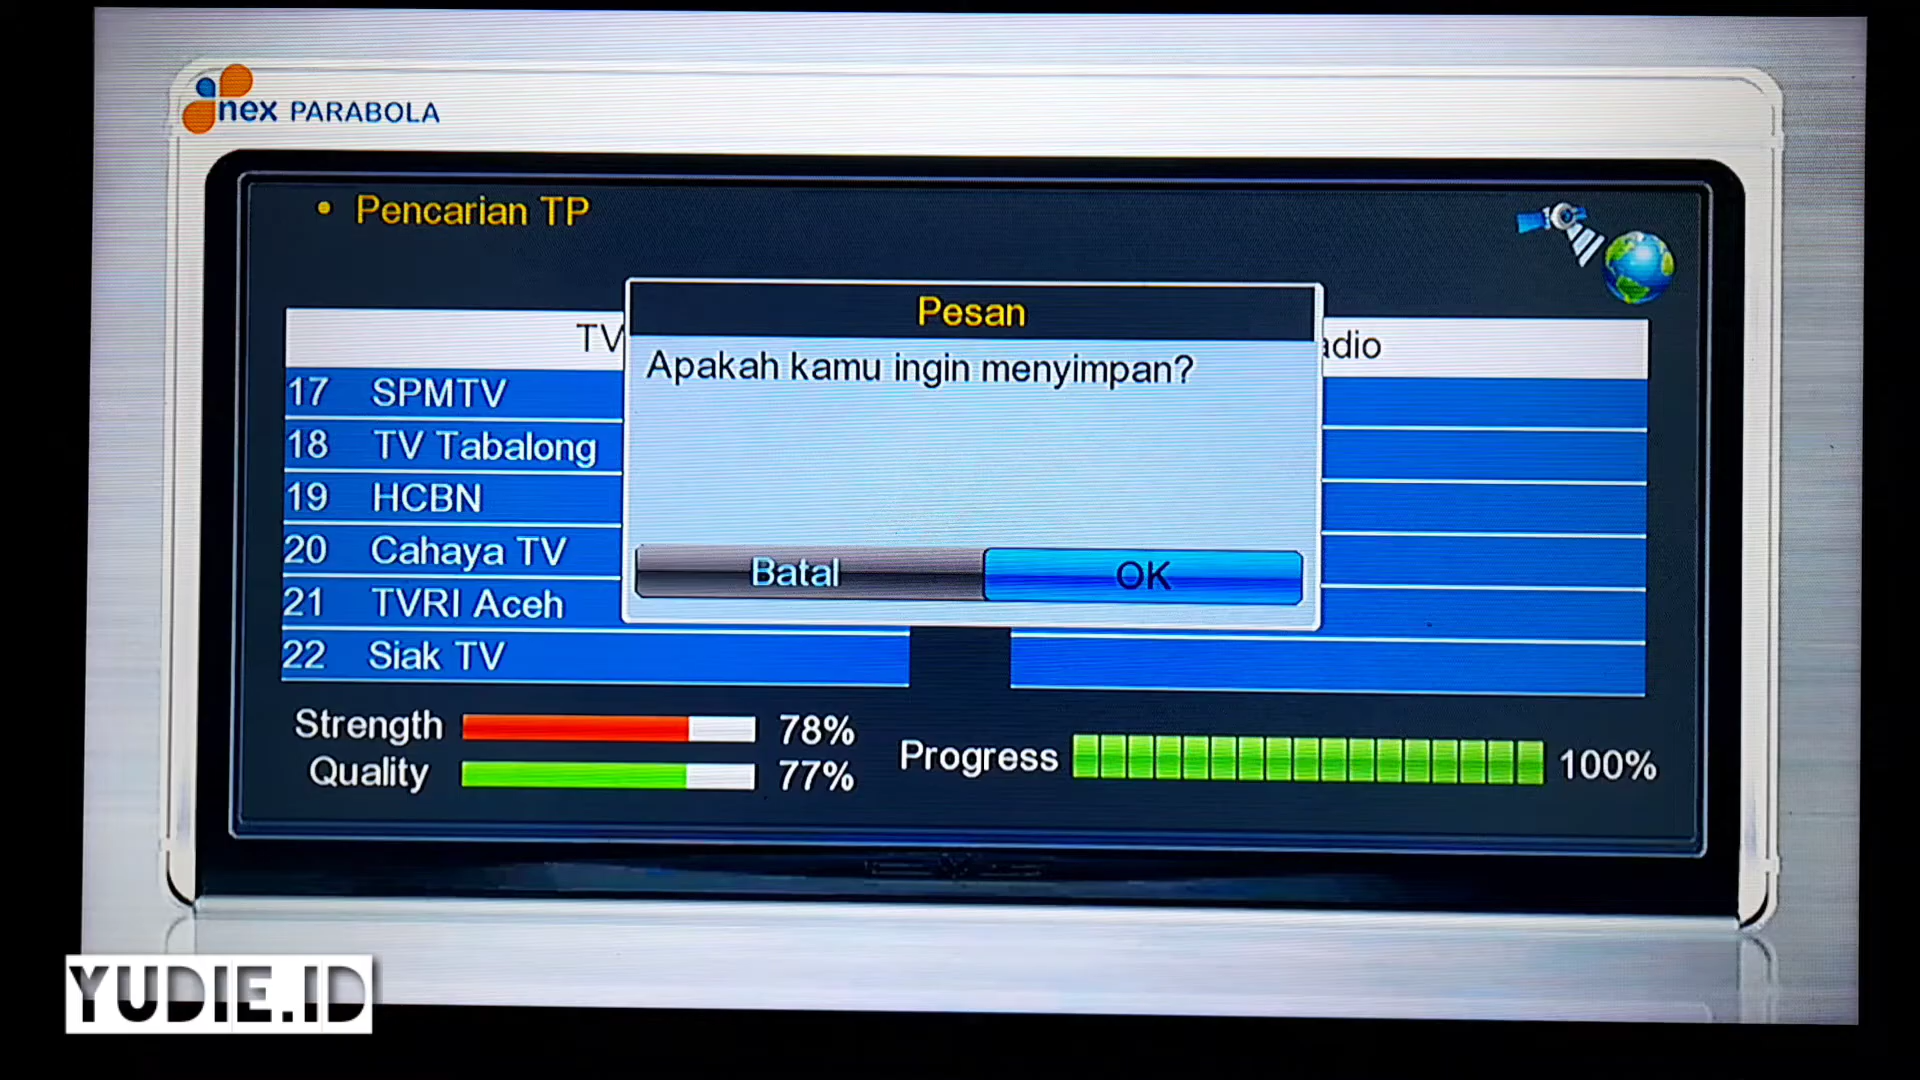 nex PARABOLA
• Pencarian TP
Pesan
Apakah kamu ingin menyimpan?
Batal OK
TV
adio
17 SPMTV
18 TV Tabalong
19 HCBN
20 Cahaya TV
21 TVRI Aceh
22 Siak TV
Strength 78%
Quality 77%
Progress 100%
YUDIE.ID